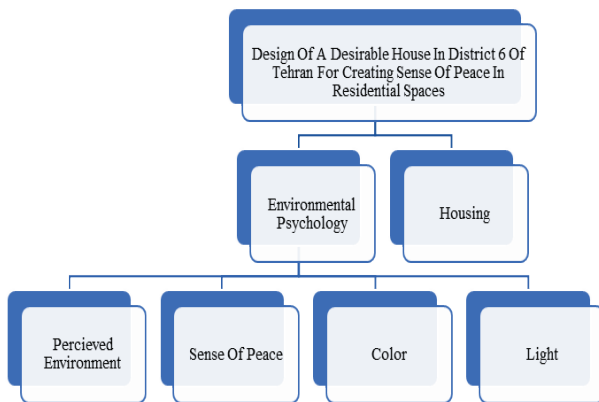 Design Of A Desirable House In District 6 Of
Tehran For Creating Sense Of Peace In
Residential Spaces
Environmental
Psychology
Housing
Percieved
Environment
Sense Of Peace
Color
Light